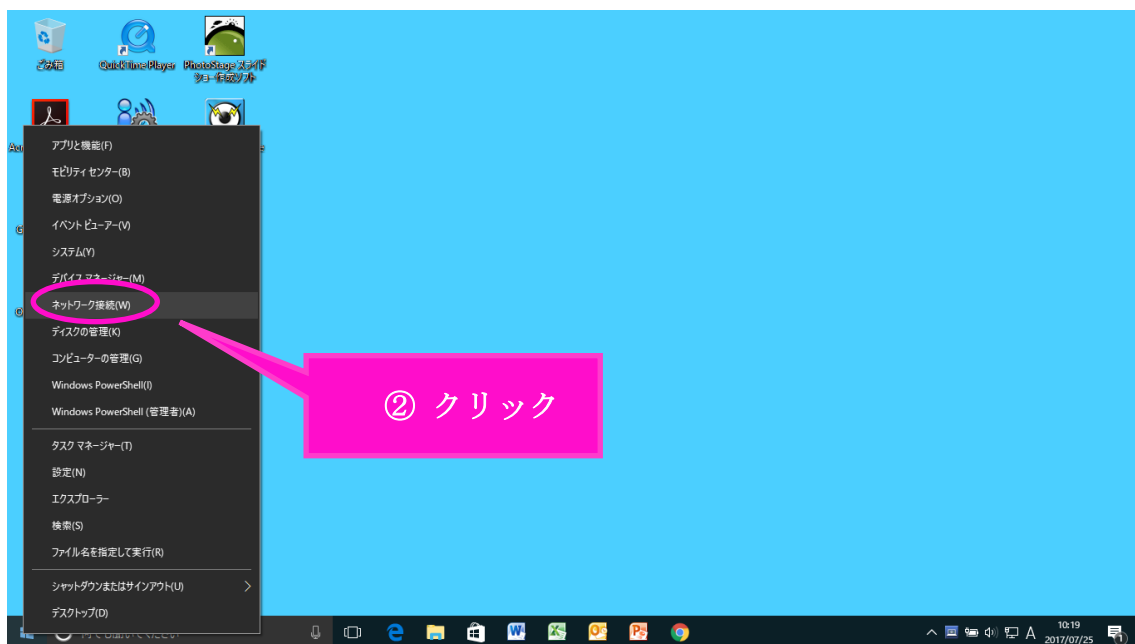 ごみ箱
QuickTime Player
PhotoStage スライド
ショー作成ソフト
アプリと機能(F)
モビリティ センター(B)
電源オプション(O)
イベント ビューアー(V)
システム(Y)
デバイス マネージャー(M)
ネットワーク接続(W)
ディスクの管理(K)
コンピューターの管理(G)
Windows PowerShell(I)
Windows PowerShell (管理者)(A)
タスク マネージャー(T)
設定(N)
エクスプローラー
検索(S)
ファイル名を指定して実行(R)
シャットダウンまたはサインアウト(U)
デスクトップ(D)
② クリック
A
10:19
2017/07/25